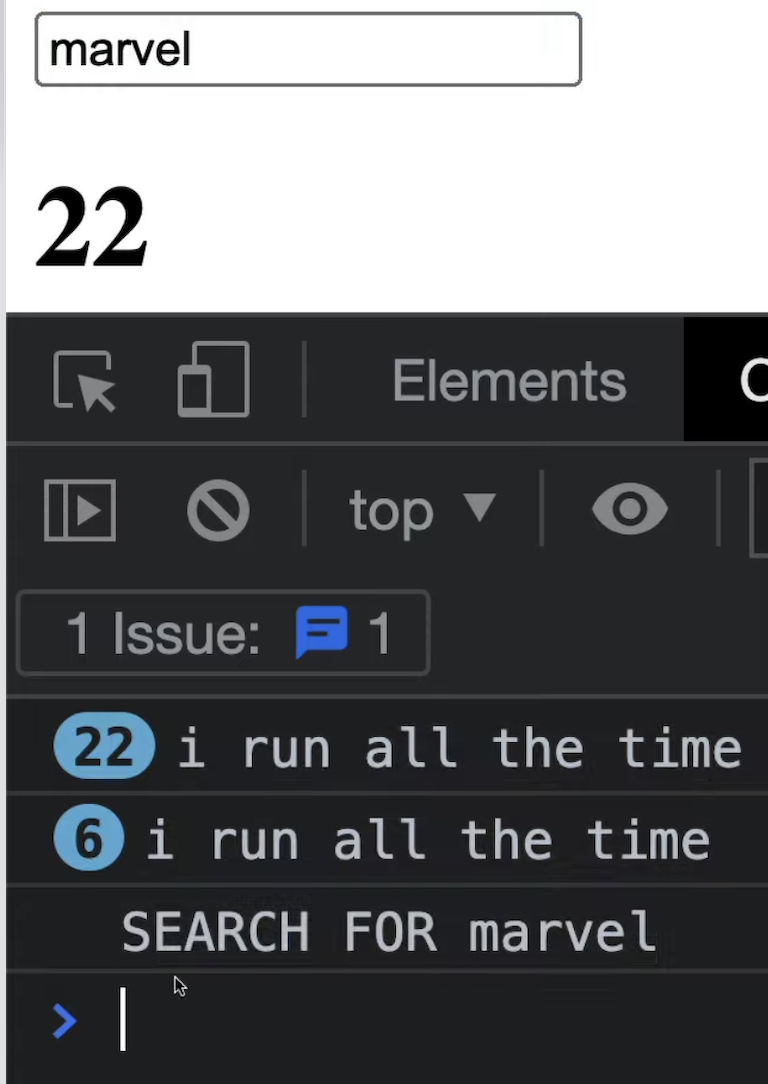 marvel
22
Elements
top ▼
1 Issue: 1
22 i run all the time
6 i run all the time
SEARCH FOR marvel
>